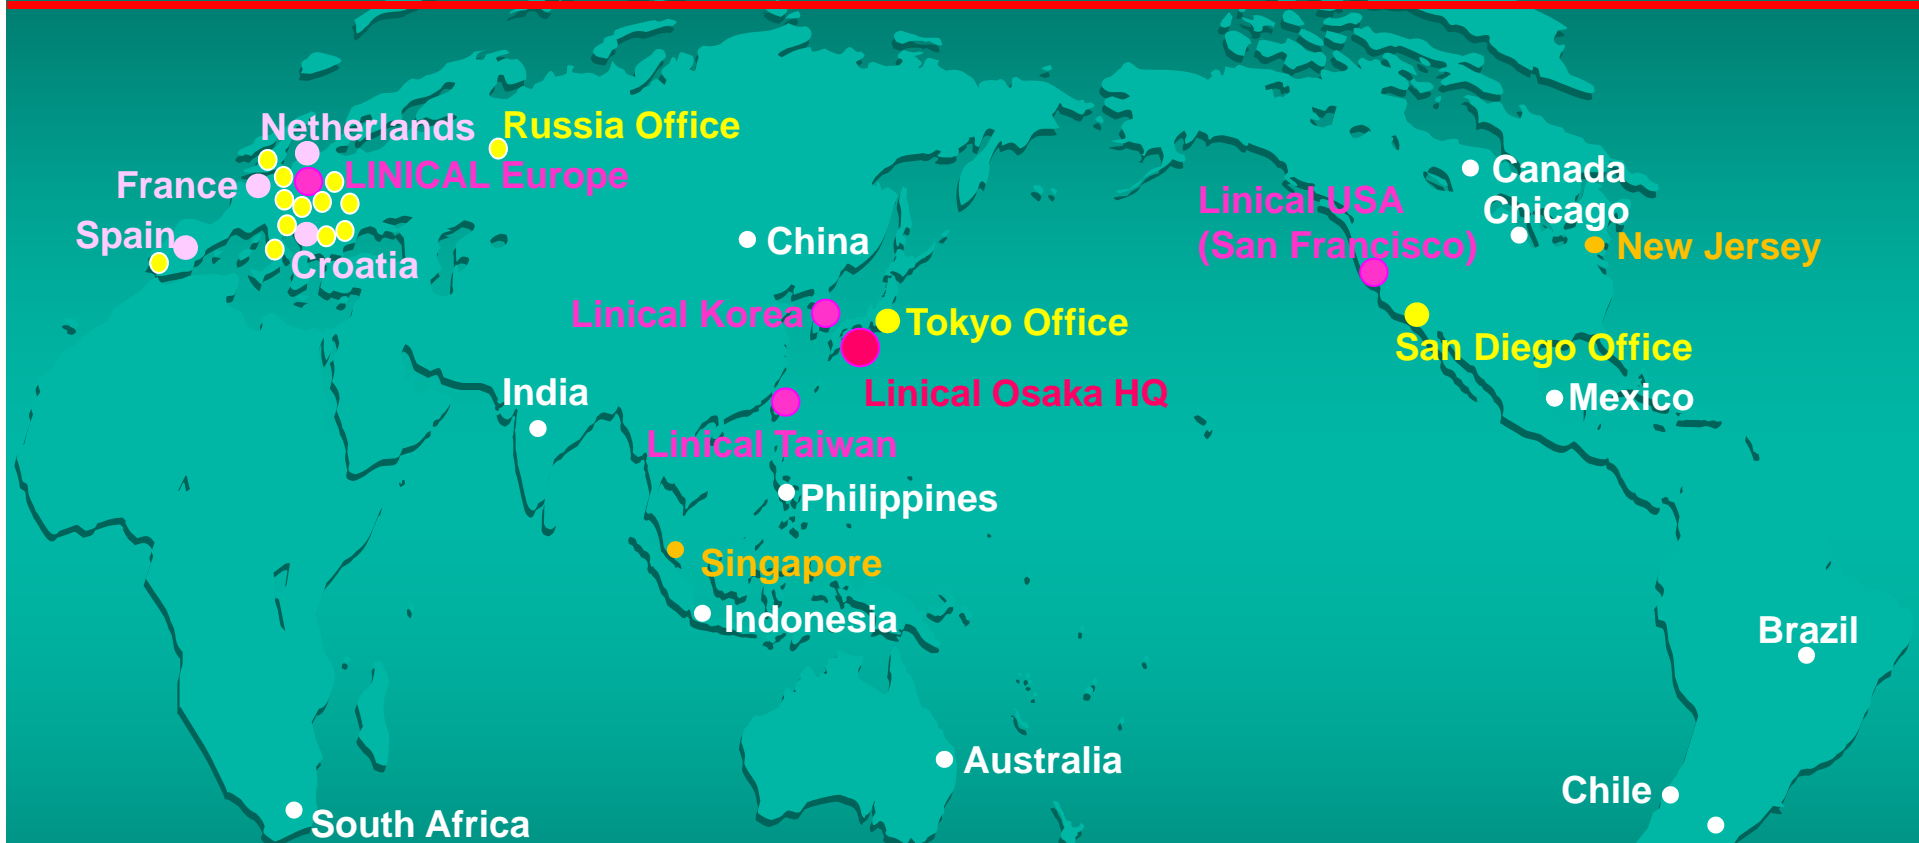 Netherlands
Russia Office
LINICAL Europe
France
Spain
Croatia
China
Linical Korea
Tokyo Office
Linical Osaka HQ
India
Linical Taiwan
Philippines
Singapore
Indonesia
Australia
South Africa
Canada
Chicago
Linical USA
(San Francisco)
New Jersey
San Diego Office
Mexico
Brazil
Chile